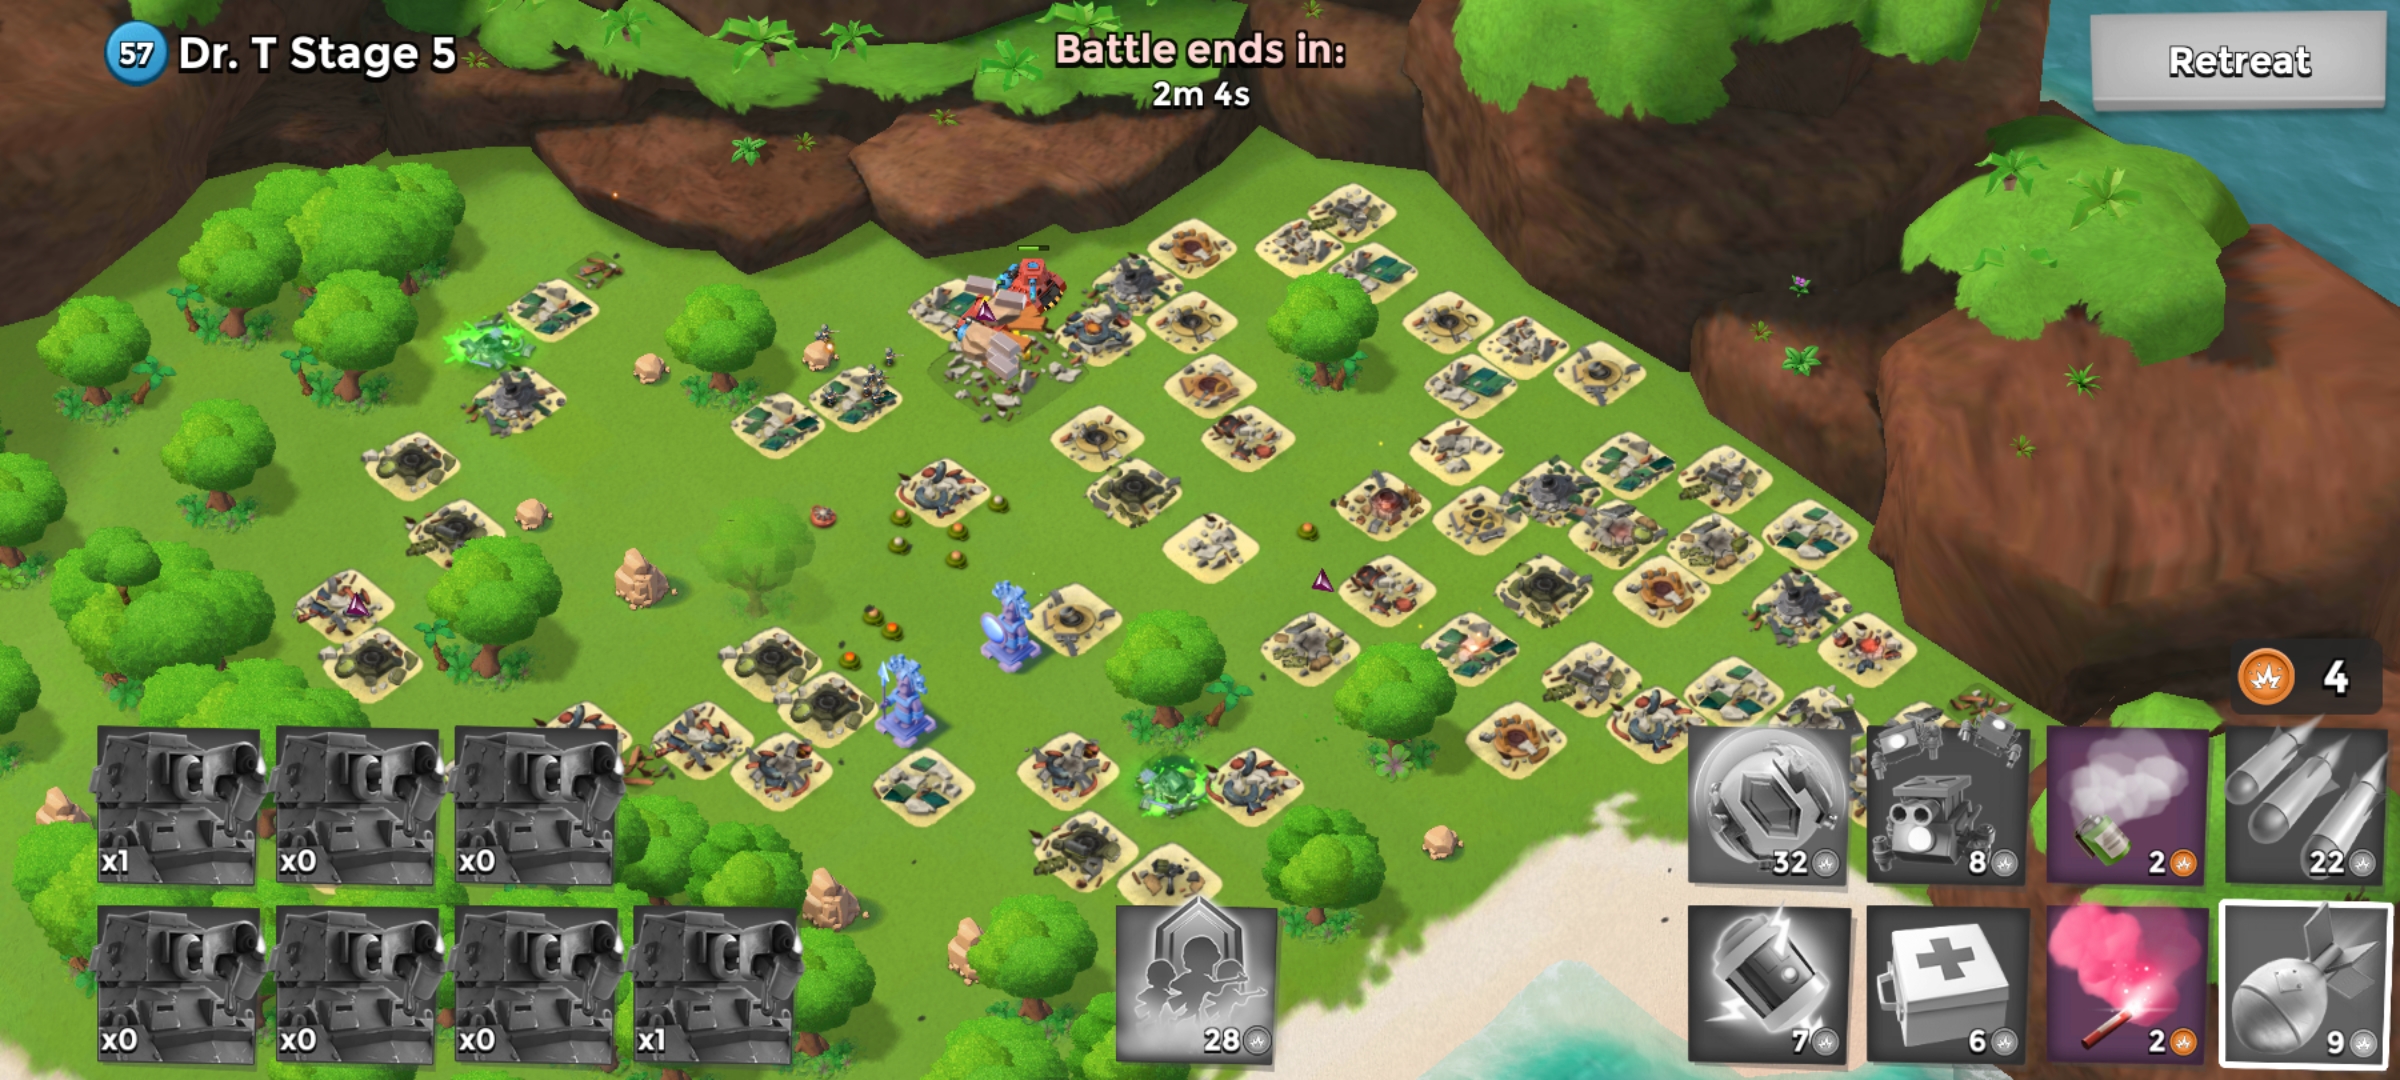 57 Dr. T Stage 5
Battle ends in:
2m 4s
Retreat
4
x1
x0
x0
32
8
2
22
x0
x0
x0
x1
28
7
6
2
9